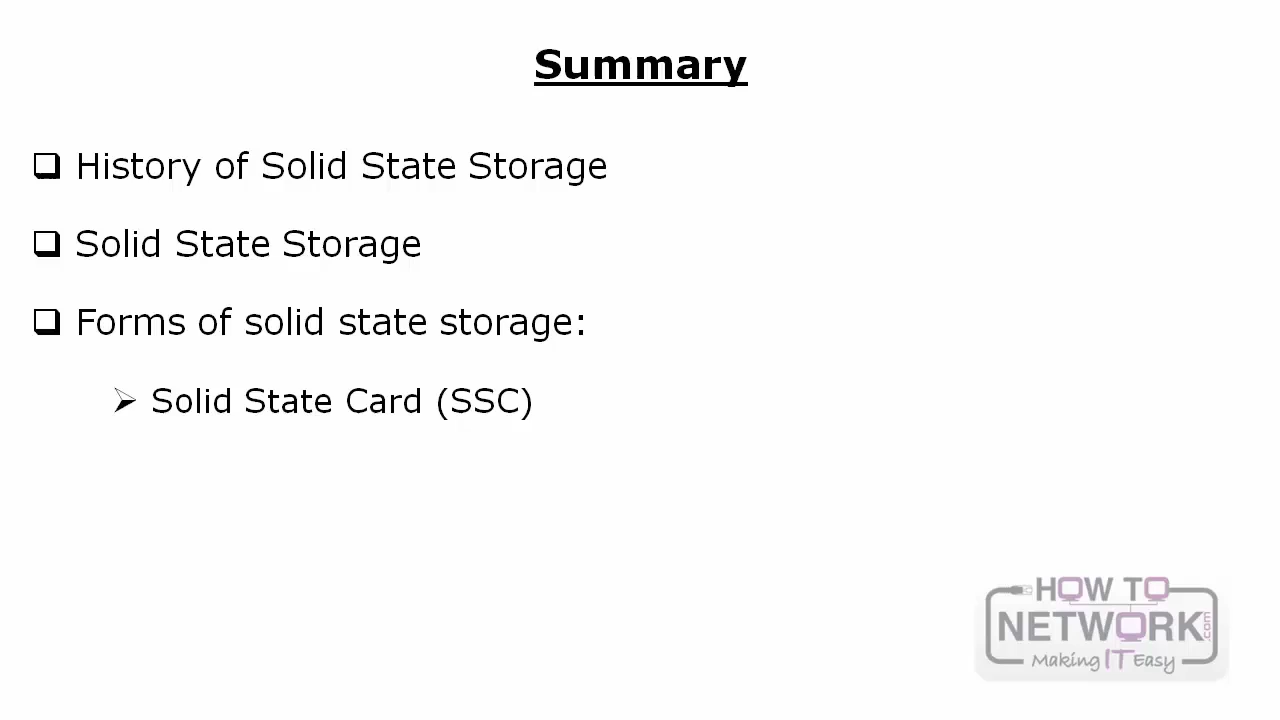 Summary
History of Solid State Storage
Solid State Storage
Forms of solid state storage:
Solid State Card (SSC)
HOW TO
NETWORK.com
Making IT Easy